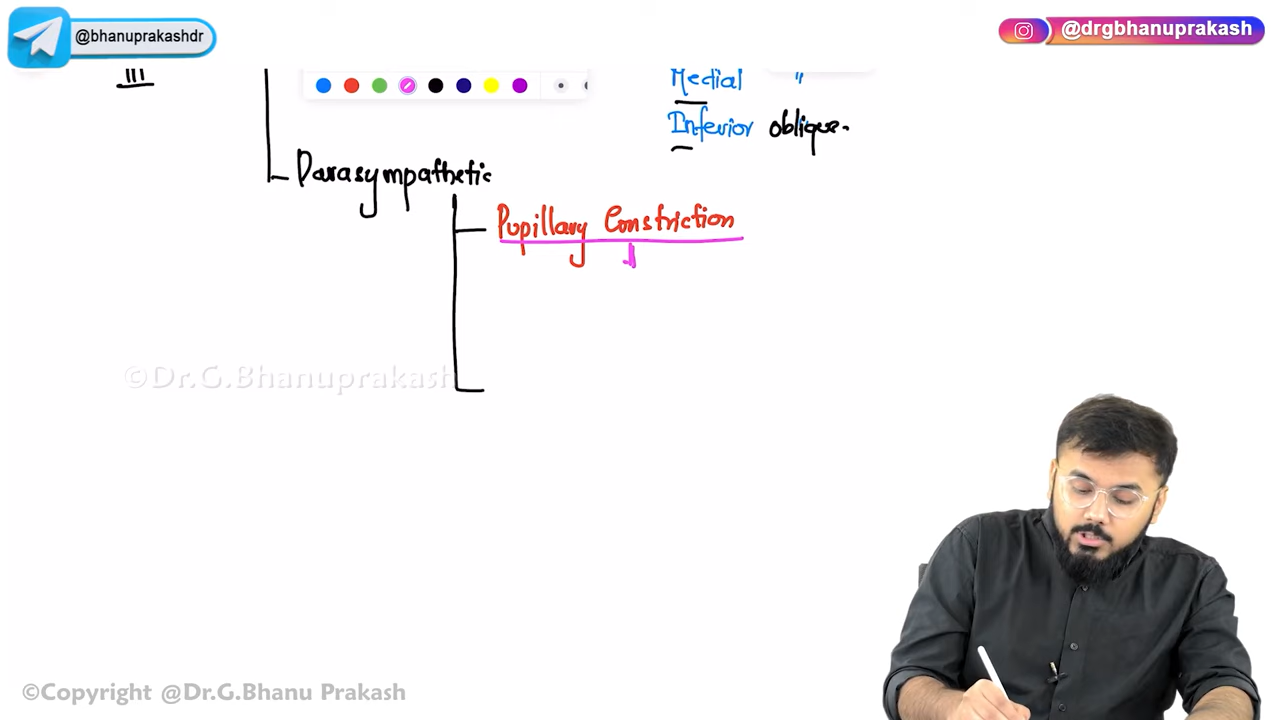 @bhanuprakashdr
@drgbhanuprakash
III
Medial "
Inferior oblique.
Parasympathetic
Pupillary Constriction
©Dr.G.Bhanuprakash
©Copyright @Dr.G.Bhanu Prakash